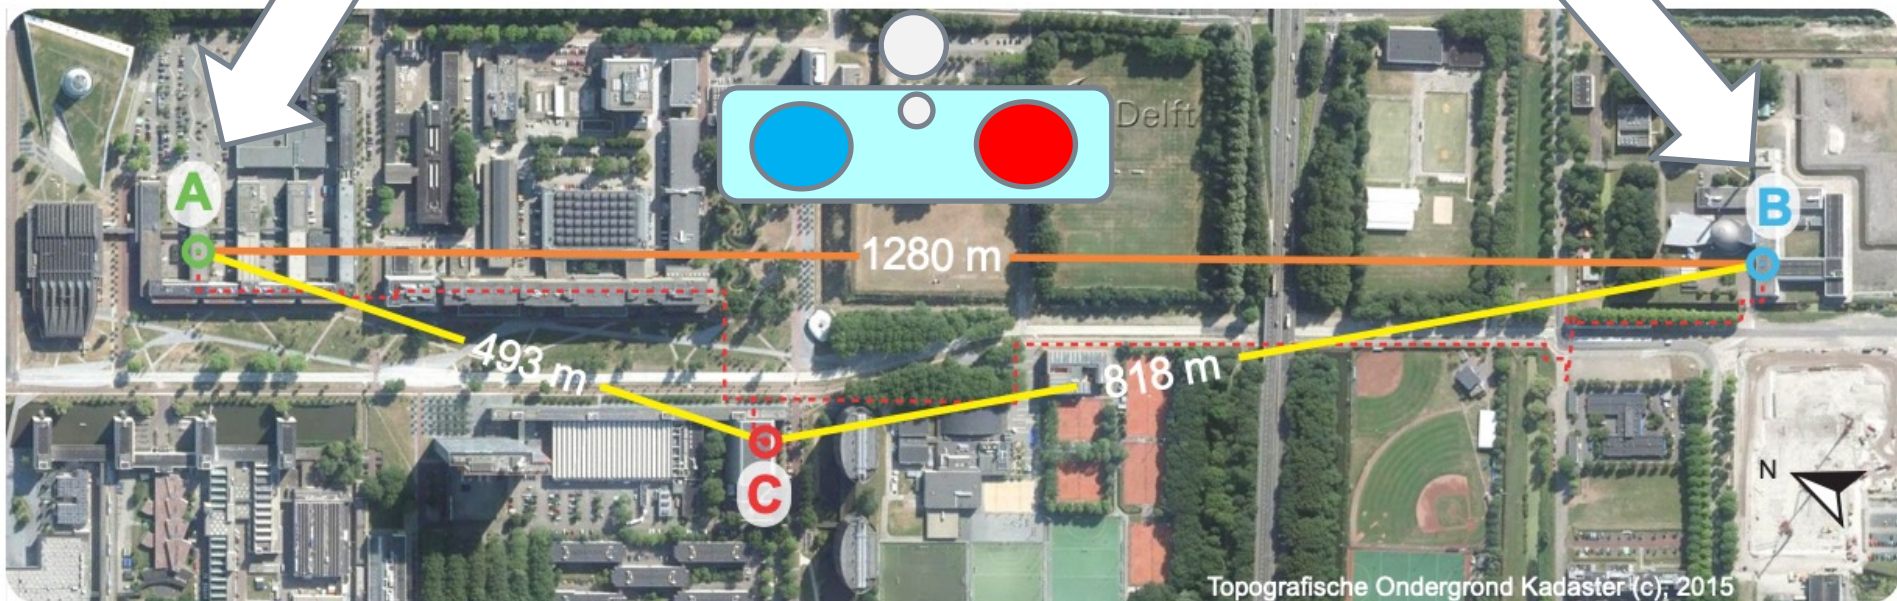 Delft
A
B
1280 m
493 m
818 m
C
N
Topografische Ondergrond Kadaster (c), 2015